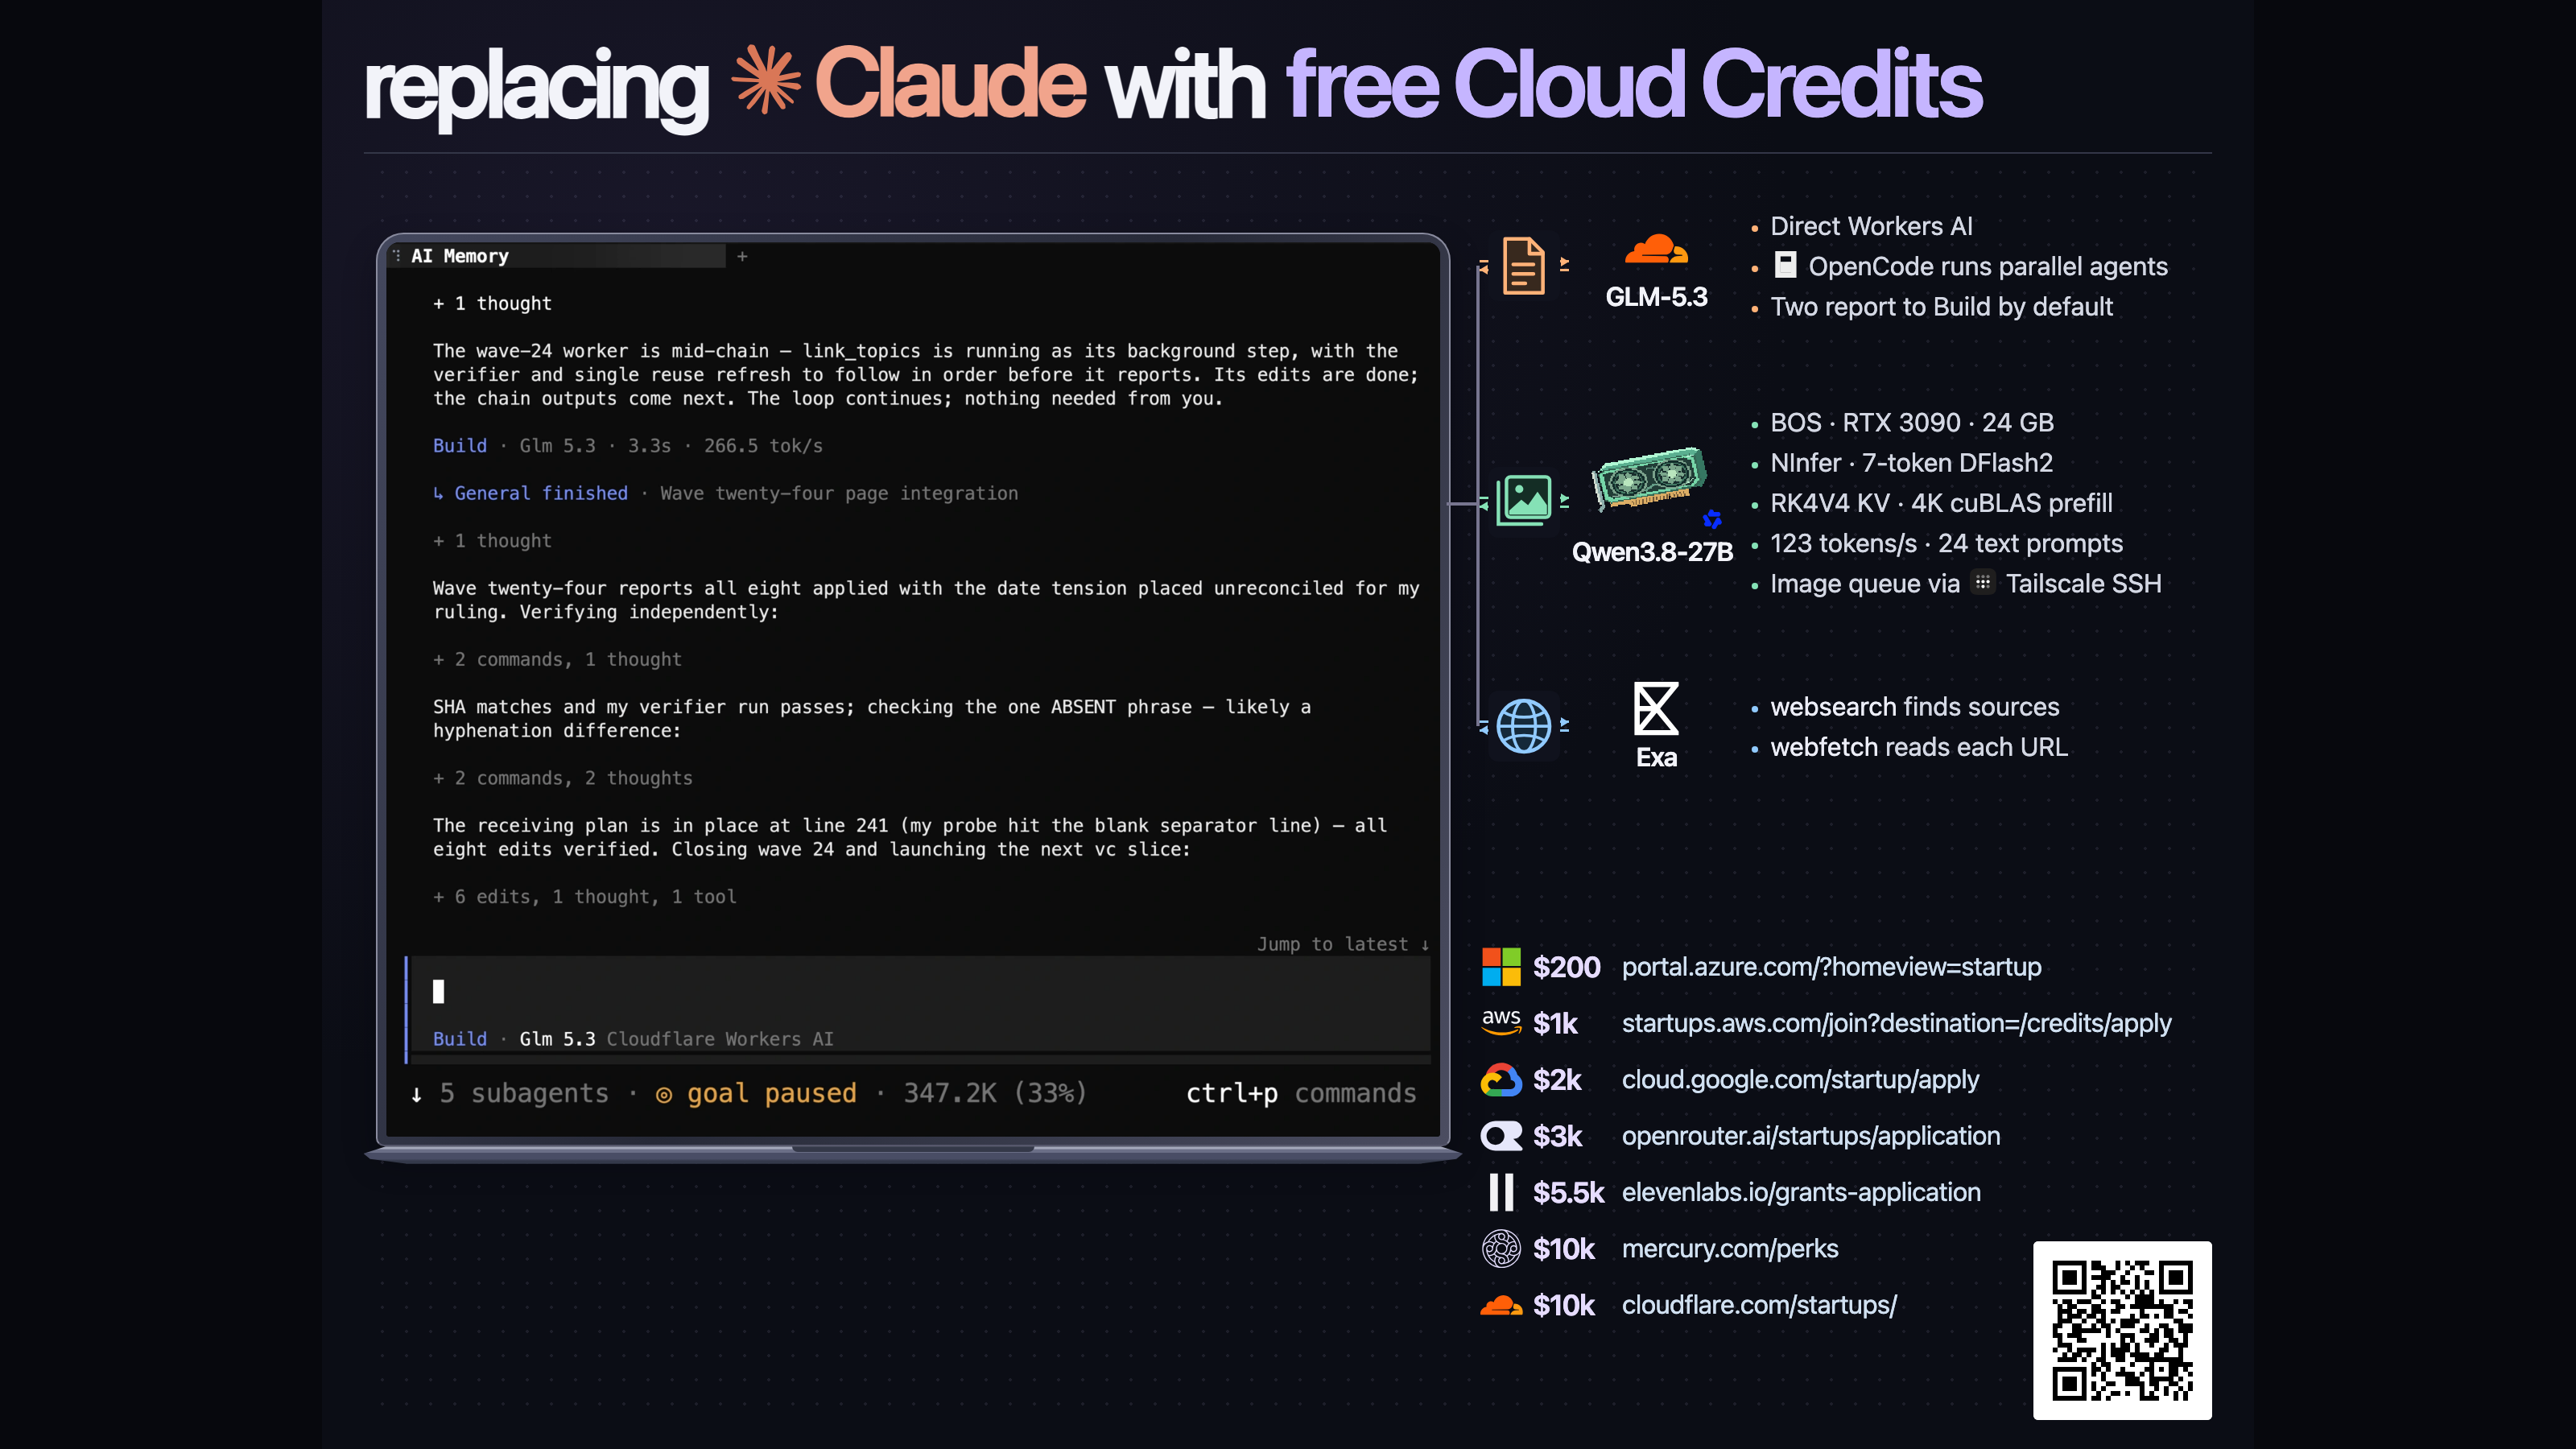 replacing Claude with free Cloud Credits
AI Memory +
+ 1 thought
The wave-24 worker is mid-chain — link_topics is running as its background step, with the
verifier and single reuse refresh to follow in order before it reports. Its edits are done;
the chain outputs come next. The loop continues; nothing needed from you.
Build · Glm 5.3 · 3.3s · 266.5 tok/s
↳ General finished · Wave twenty-four page integration
+ 1 thought
Wave twenty-four reports all eight applied with the date tension placed unreconciled for my
ruling. Verifying independently:
+ 2 commands, 1 thought
SHA matches and my verifier run passes; checking the one ABSENT phrase — likely a
hyphenation difference:
+ 2 commands, 2 thoughts
The receiving plan is in place at line 241 (my probe hit the blank separator line) — all
eight edits verified. Closing wave 24 and launching the next vc slice:
+ 6 edits, 1 thought, 1 tool
Jump to latest ↓
Build · Glm 5.3 Cloudflare Workers AI
↓ 5 subagents · ◎ goal paused · 347.2K (33%) ctrl+p commands
GLM-5.3
• Direct Workers AI
• OpenCode runs parallel agents
• Two report to Build by default
Qwen3.8-27B
• BOS · RTX 3090 · 24 GB
• NInfer · 7-token DFlash2
• RK4V4 KV · 4K cuBLAS prefill
• 123 tokens/s · 24 text prompts
• Image queue via Tailscale SSH
Exa
• websearch finds sources
• webfetch reads each URL
$200 portal.azure.com/?homeview=startup
aws $1k startups.aws.com/join?destination=/credits/apply
$2k cloud.google.com/startup/apply
$3k openrouter.ai/startups/application
$5.5k elevenlabs.io/grants-application
$10k mercury.com/perks
$10k cloudflare.com/startups/